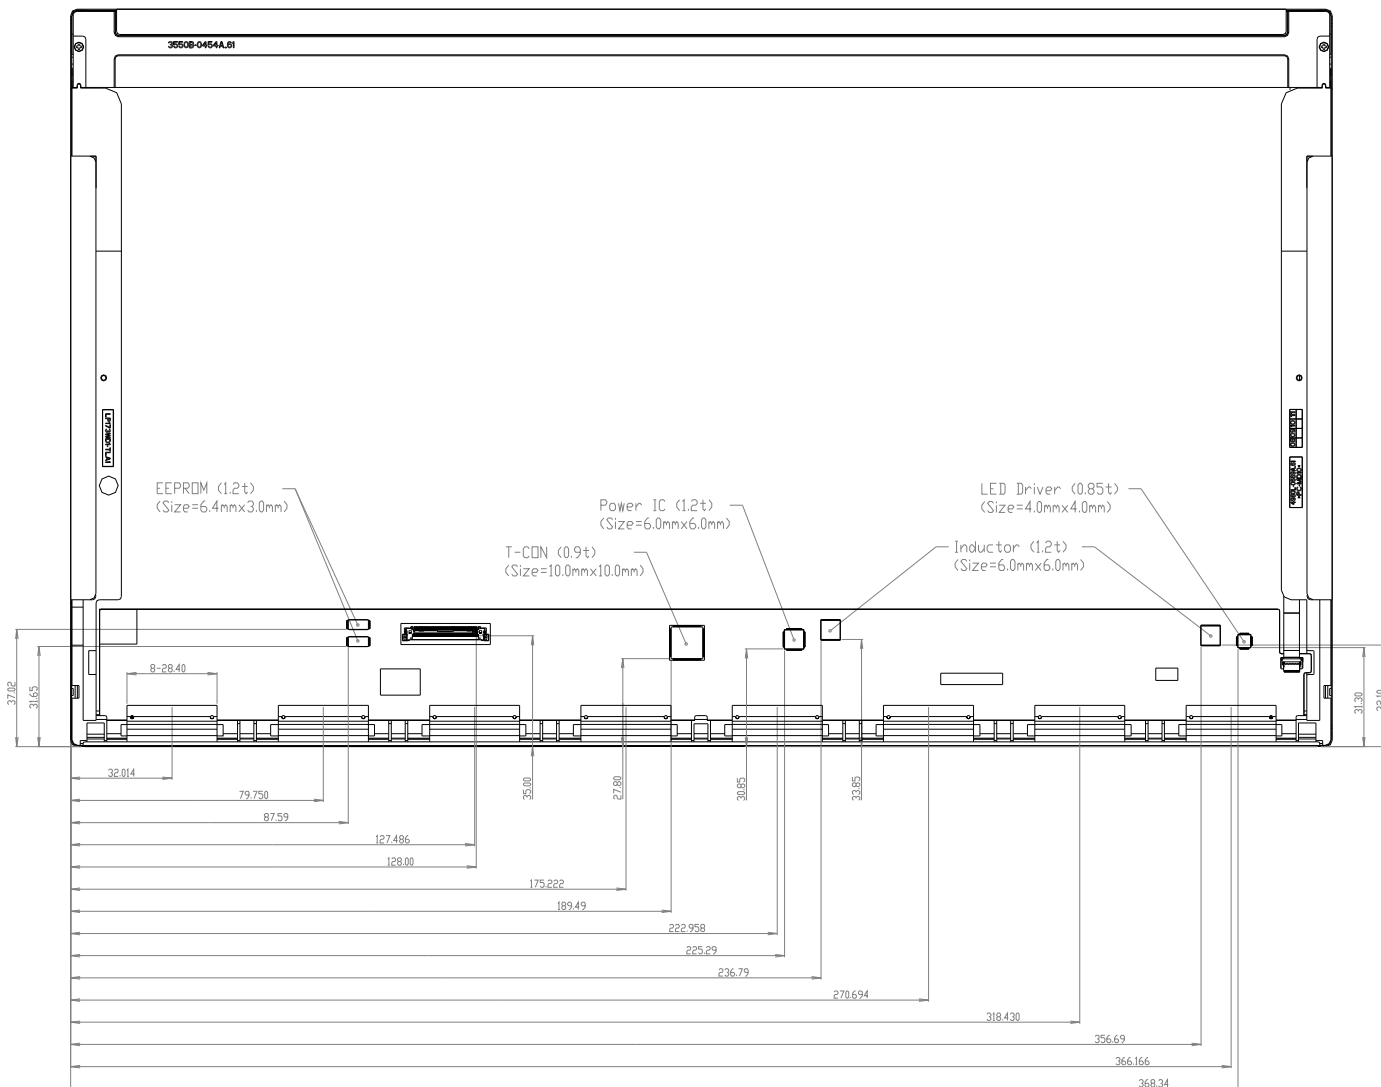 3550B-0454A.61
EEPROM (1.2t)
(Size=6.4mmx3.0mm)
Power IC (1.2t)
(Size=6.0mmx6.0mm)
LED Driver (0.85t)
(Size=4.0mmx4.0mm)
T-CON (0.9t)
(Size=10.0mmx10.0mm)
Inductor (1.2t)
(Size=6.0mmx6.0mm)
8-28.40
37.02
31.65
35.00
27.80
30.85
33.85
31.30
32.014
79.750
87.59
127.486
128.00
175.222
189.49
222.958
225.29
236.79
270.694
318.430
356.69
366.166
368.34